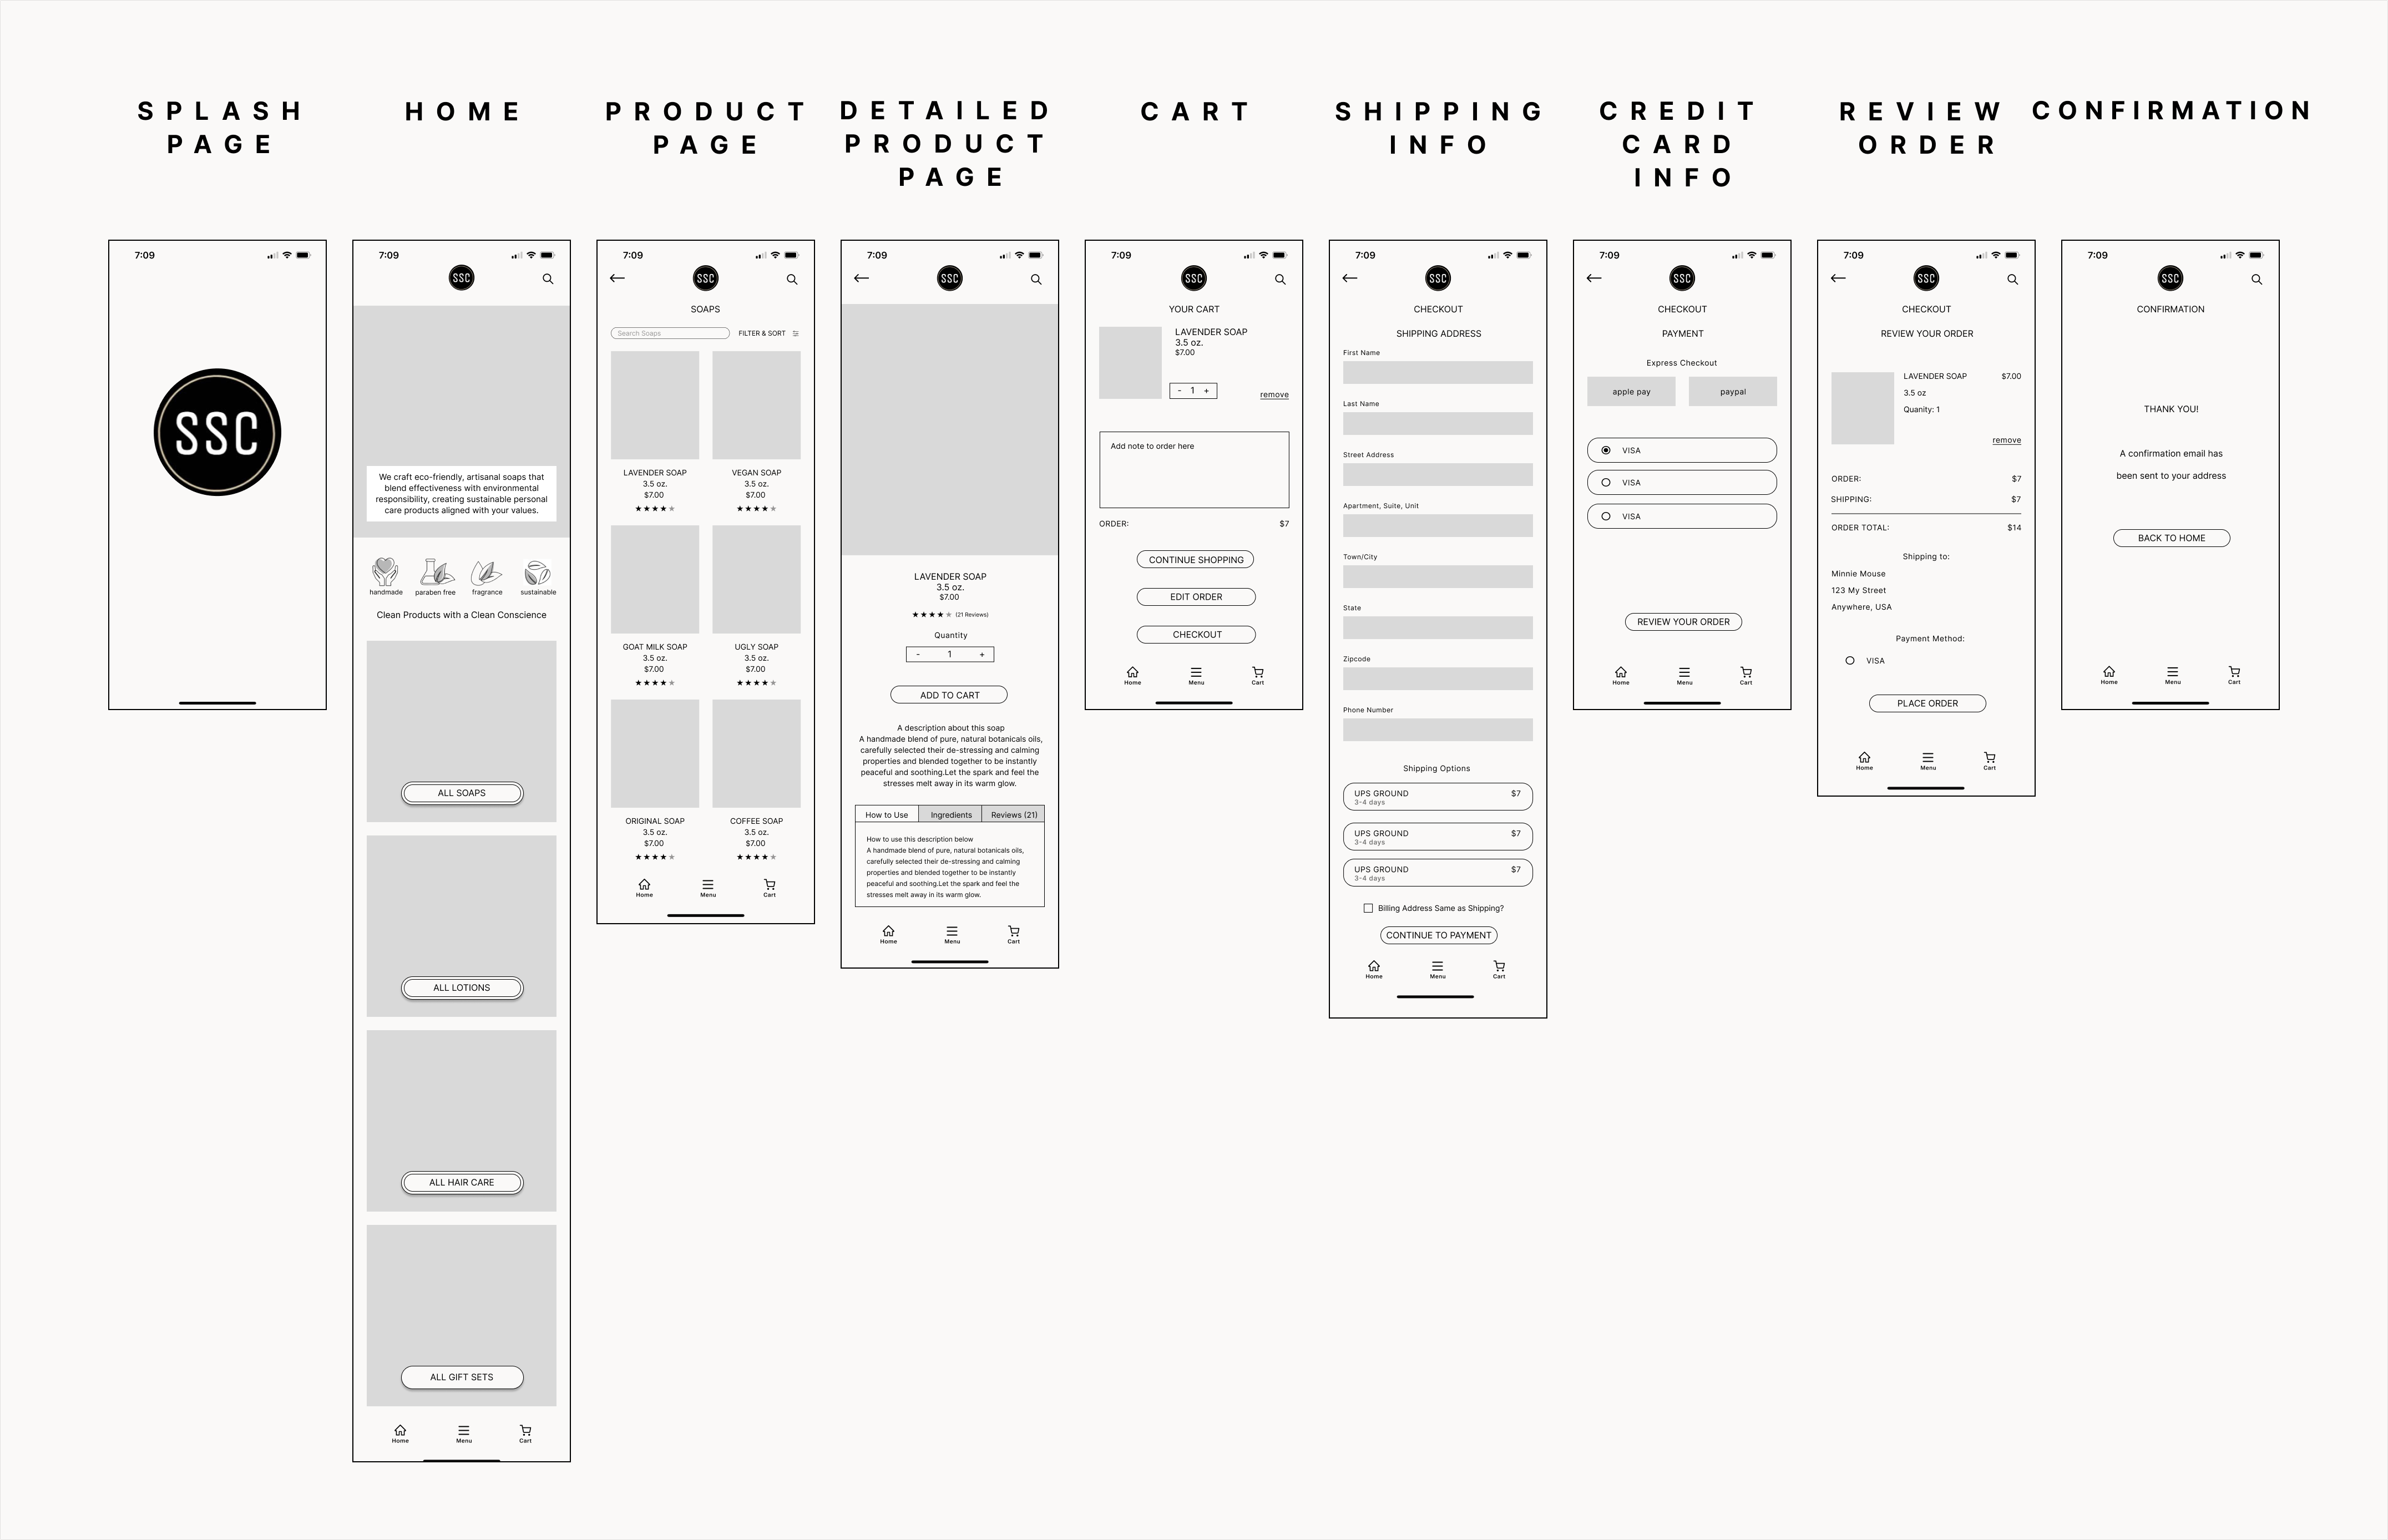 SPLASH
PAGE
HOME
PRODUCT
PAGE
DETAILED
PRODUCT
PAGE
CART
SHIPPING
INFO
CREDIT
CARD
INFO
REVIEW
ORDER
CONFIRMATION
7:09
SSC
7:09
SSC
We craft eco-friendly, artisanal soaps that
blend effectiveness with environmental
responsibility, creating sustainable personal
care products aligned with your values.
handmade
paraben free
fragrance
sustainable
Clean Products with a Clean Conscience
ALL SOAPS
ALL LOTIONS
ALL HAIR CARE
ALL GIFT SETS
Home
Menu
Cart
7:09
SSC
SOAPS
Search Soaps
FILTER & SORT
LAVENDER SOAP
3.5 oz.
$7.00
VEGAN SOAP
3.5 oz.
$7.00
GOAT MILK SOAP
3.5 oz.
$7.00
UGLY SOAP
3.5 oz.
$7.00
ORIGINAL SOAP
3.5 oz.
$7.00
COFFEE SOAP
3.5 oz.
$7.00
Home
Menu
Cart
7:09
SSC
LAVENDER SOAP
3.5 oz.
$7.00
(21 Reviews)
Quantity
- 1 +
ADD TO CART
A description about this soap
A handmade blend of pure, natural botanicals oils,
carefully selected their de-stressing and calming
properties and blended together to be instantly
peaceful and soothing.Let the spark and feel the
stresses melt away in its warm glow.
How to Use
Ingredients
Reviews (21)
How to use this description below
A handmade blend of pure, natural botanicals oils,
carefully selected their de-stressing and calming
properties and blended together to be instantly
peaceful and soothing.Let the spark and feel the
stresses melt away in its warm glow.
Home
Menu
Cart
7:09
SSC
YOUR CART
LAVENDER SOAP
3.5 oz.
$7.00
- 1 +
remove
Add note to order here
ORDER: $7
CONTINUE SHOPPING
EDIT ORDER
CHECKOUT
Home
Menu
Cart
7:09
SSC
CHECKOUT
SHIPPING ADDRESS
First Name
Last Name
Street Address
Apartment, Suite, Unit
Town/City
State
Zipcode
Phone Number
Shipping Options
UPS GROUND $7
3-4 days
UPS GROUND $7
3-4 days
UPS GROUND $7
3-4 days
Billing Address Same as Shipping?
CONTINUE TO PAYMENT
Home
Menu
Cart
7:09
SSC
CHECKOUT
PAYMENT
Express Checkout
apple pay
paypal
VISA
VISA
VISA
REVIEW YOUR ORDER
Home
Menu
Cart
7:09
SSC
CHECKOUT
REVIEW YOUR ORDER
LAVENDER SOAP $7.00
3.5 oz
Quanity: 1
remove
ORDER: $7
SHIPPING: $7
ORDER TOTAL: $14
Shipping to:
Minnie Mouse
123 My Street
Anywhere, USA
Payment Method:
VISA
PLACE ORDER
Home
Menu
Cart
7:09
SSC
CONFIRMATION
THANK YOU!
A confirmation email has
been sent to your address
BACK TO HOME
Home
Menu
Cart